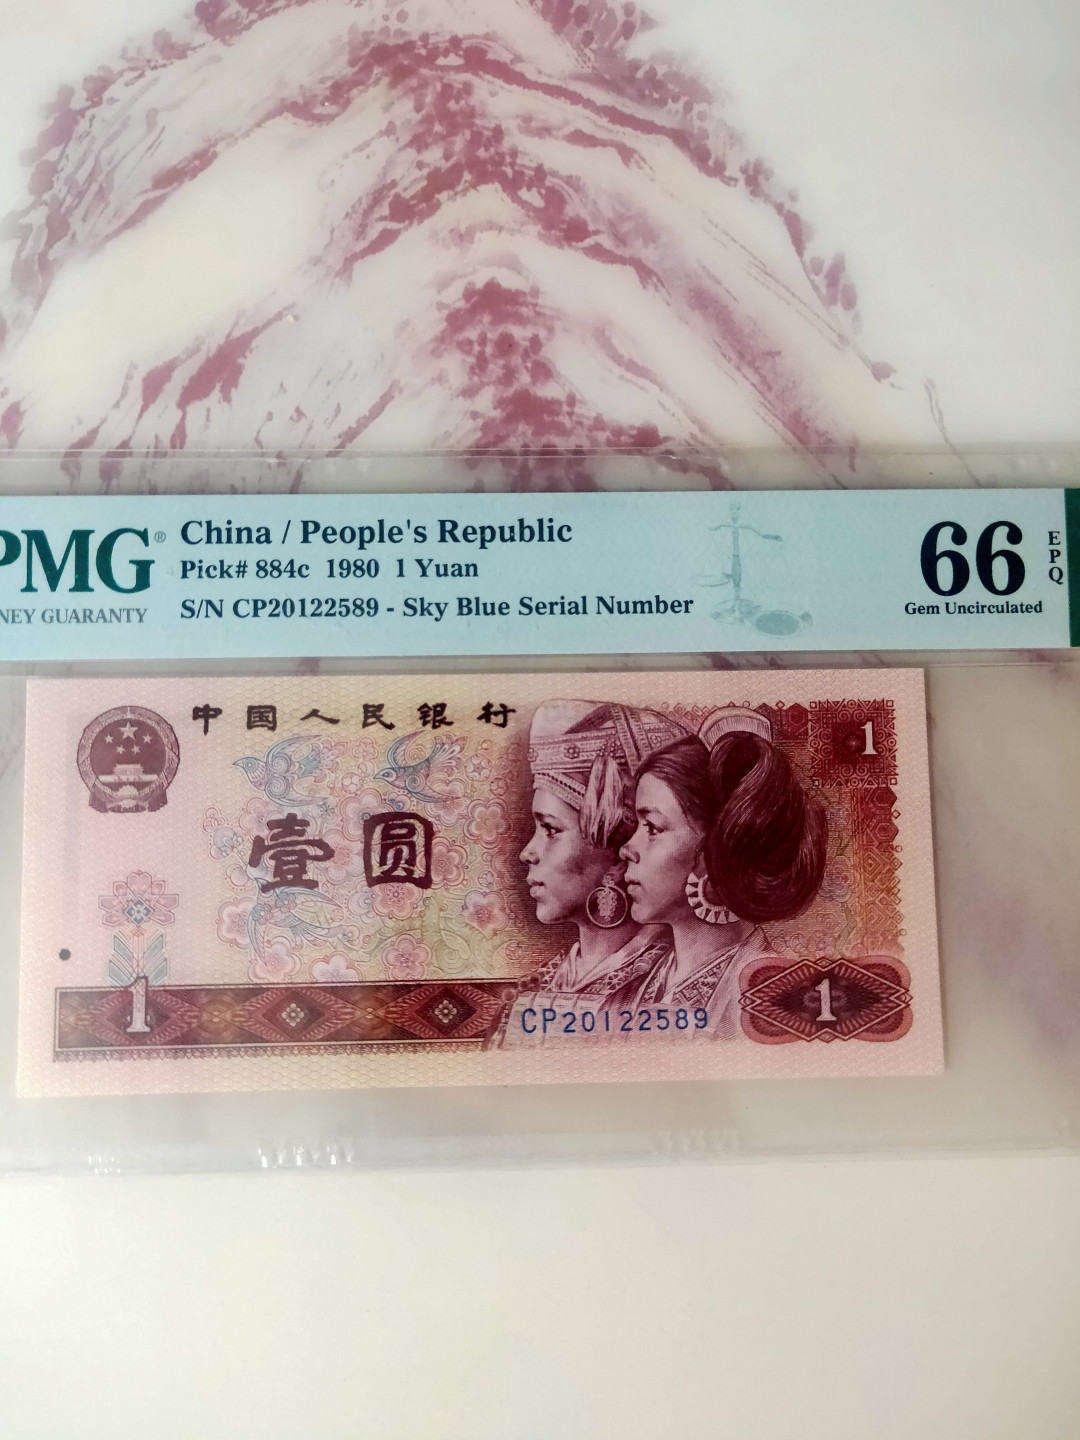 PMG®
NEY GUARANTY
China / People's Republic
Pick# 884c 1980 1 Yuan
S/N CP20122589 - Sky Blue Serial Number
66
EPQ
Gem Uncirculated
中国人民银行
1
壹圆
1
CP20122589
1